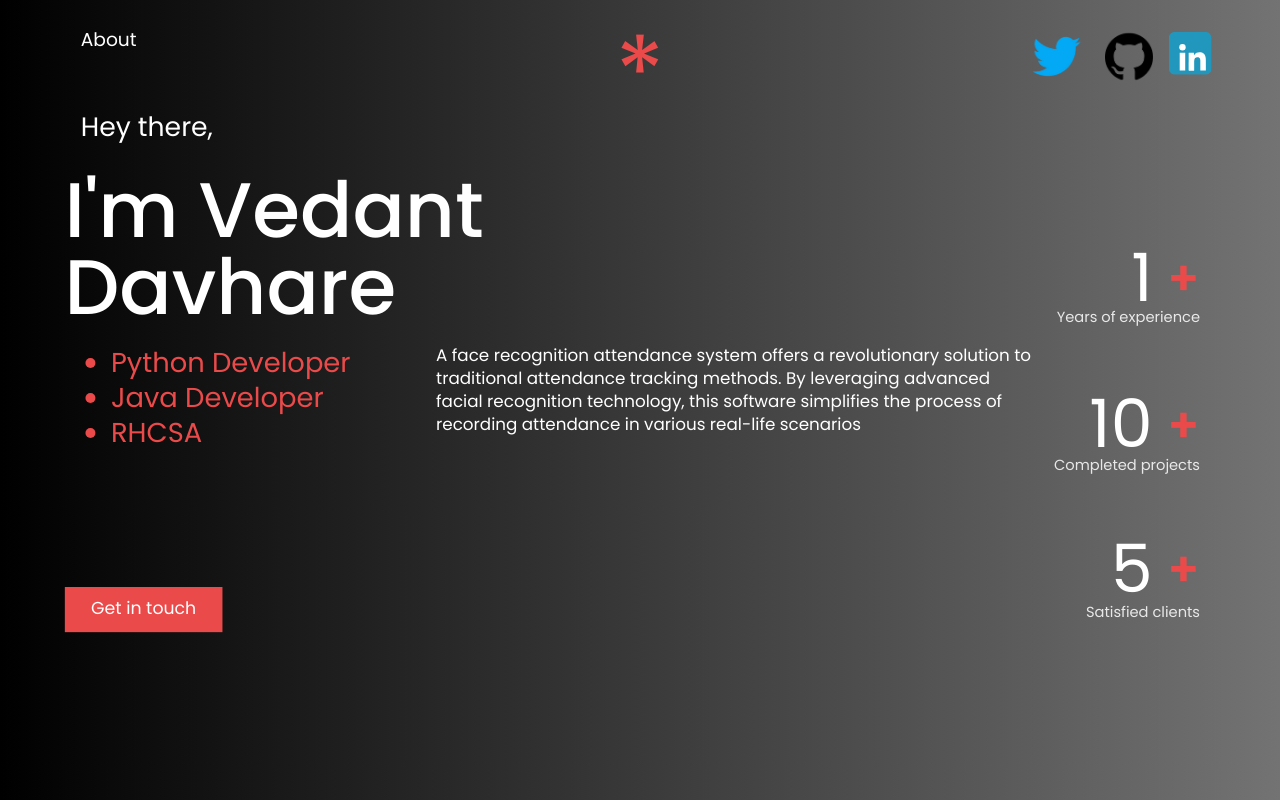 About
*
in
Hey there,
I'm Vedant
Davhare
• Python Developer
• Java Developer
• RHCSA
A face recognition attendance system offers a revolutionary solution to
traditional attendance tracking methods. By leveraging advanced
facial recognition technology, this software simplifies the process of
recording attendance in various real-life scenarios
1 +
Years of experience
10 +
Completed projects
5 +
Satisfied clients
Get in touch